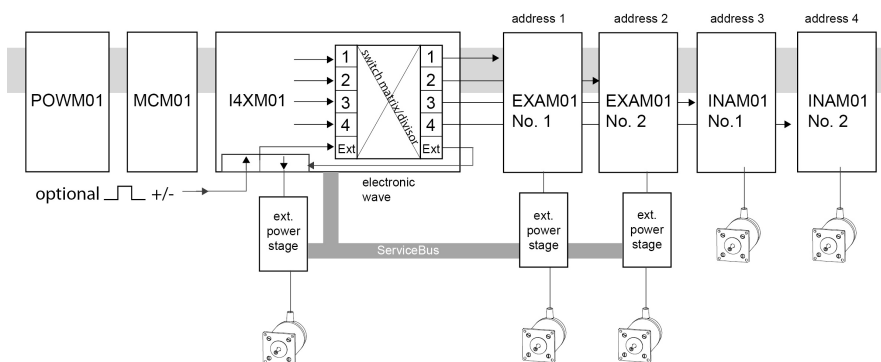 address 1
address 2
address 3
address 4
POWM01
MCM01
I4XM01
1
2
3
4
Ext
switch matrix/divisor
1
2
3
4
Ext
EXAM01
No. 1
EXAM01
No. 2
INAM01
No.1
INAM01
No. 2
optional +/-
electronic
wave
ext.
power
stage
ServiceBus
ext.
power
stage
ext.
power
stage